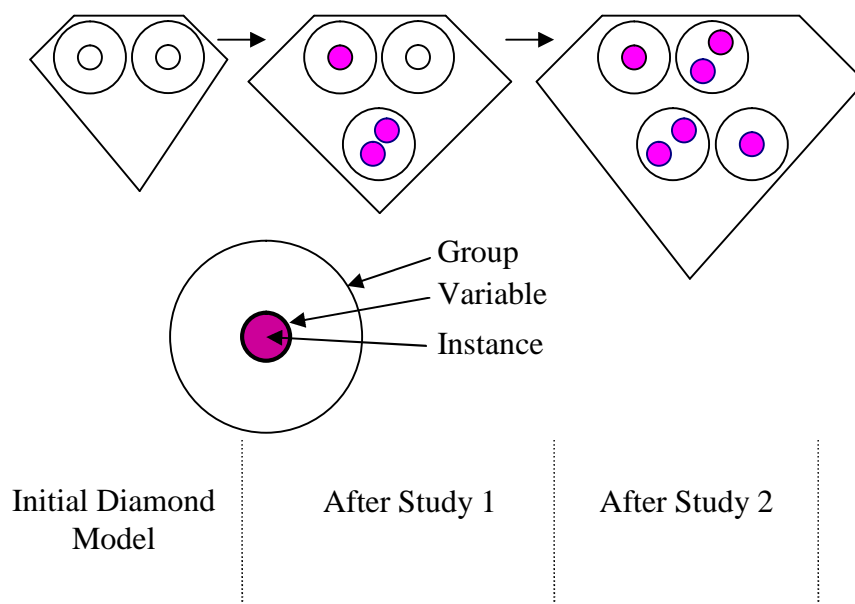 Group
Variable
Instance
Initial Diamond
Model
After Study 1
After Study 2